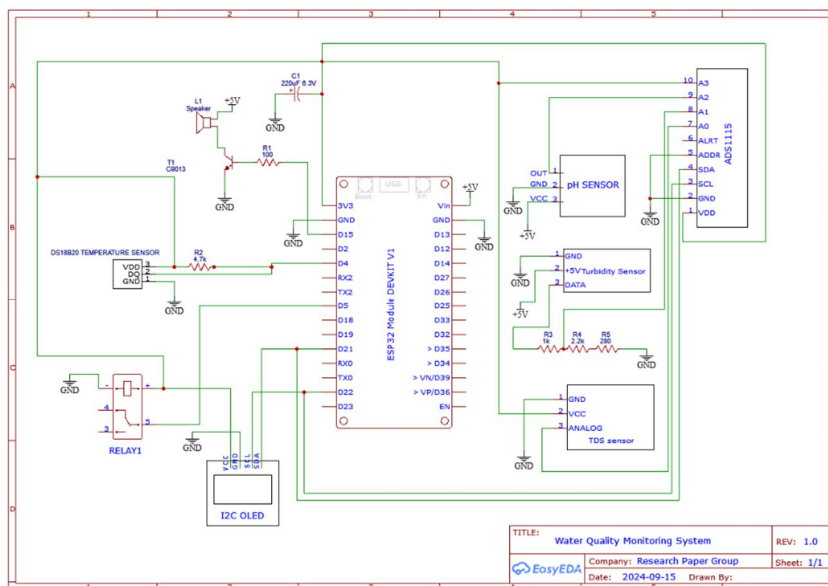 1 2 3 4 5
A
B
C
D
C1
220uF 6.3V
GND
L1
Speaker
+5V
T1
C9013
R1
100
GND
A3 10
A2 9
A1 8
A0 7
ALRT 6
ADDR 5
SDA 4
SCL 3
GND 2
VDD 1
ADS1115
GND
OUT 1
GND 2
VCC 3
pH SENSOR
GND
+5V
USB
Boot
En
ESP32 Module DEVKIT V1
3V3
GND
D15
D2
D4
RX2
TX2
D5
D18
D19
D21
RX0
TX0
D22
D23
Vin
GND
D13
D12
D14
D27
D26
D25
D33
D32
> D35
> D34
> VN/D39
> VP/D36
EN
+5V
GND
GND
DS18B20 TEMPERATURE SENSOR
VDD 3
DQ 2
GND 1
R2
4.7k
GND
1 GND
2 +5V
3 DATA
Turbidity Sensor
GND
+5V
R3
1k
R4
2.2k
R5
280
GND
1 GND
2 VCC
3 ANALOG
TDS sensor
GND
GND
- +
4
5
3
RELAY1
GND
VCC
GND
SCL
SDA
I2C OLED
TITLE:
Water Quality Monitoring System
REV: 1.0
EasyEDA
Company: Research Paper Group
Sheet: 1/1
Date: 2024-09-15 Drawn By: